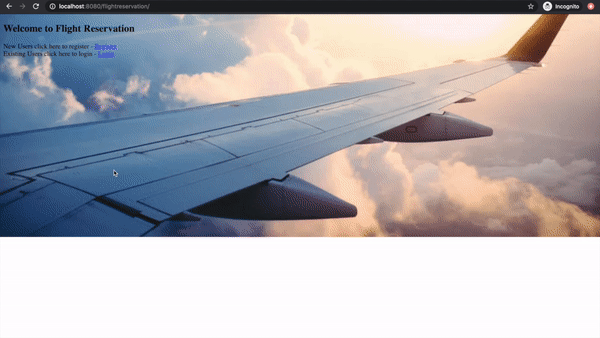 localhost:8080/flightreservation/
Incognito
Welcome to Flight Reservation
New Users click here to register - Register
Existing Users click here to login - Login